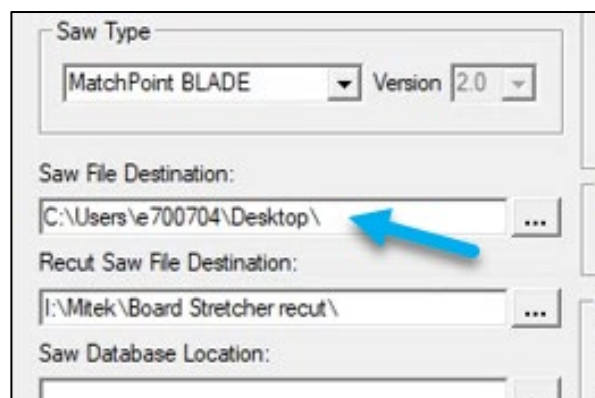 Saw Type
MatchPoint BLADE Version 2.0
Saw File Destination:
C:\Users\e700704\Desktop\ ...
Recut Saw File Destination:
I:\Mitek\Board Stretcher recut\ ...
Saw Database Location: